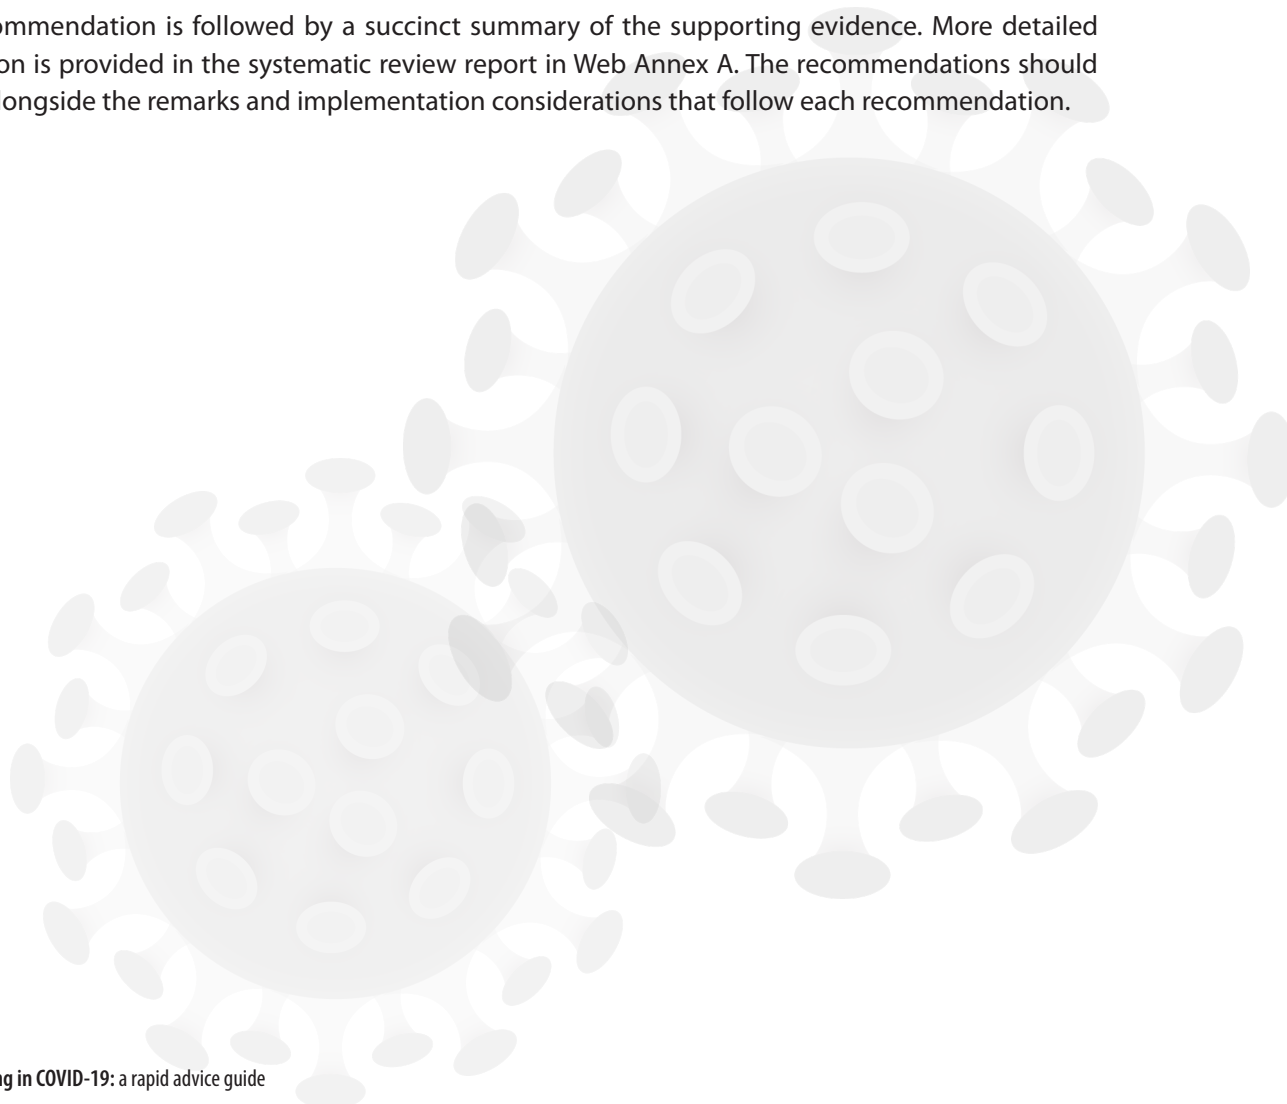 ommendation is followed by a succinct summary of the supporting evidence. More detailed
on is provided in the systematic review report in Web Annex A. The recommendations should
longside the remarks and implementation considerations that follow each recommendation.
g in COVID-19: a rapid advice guide